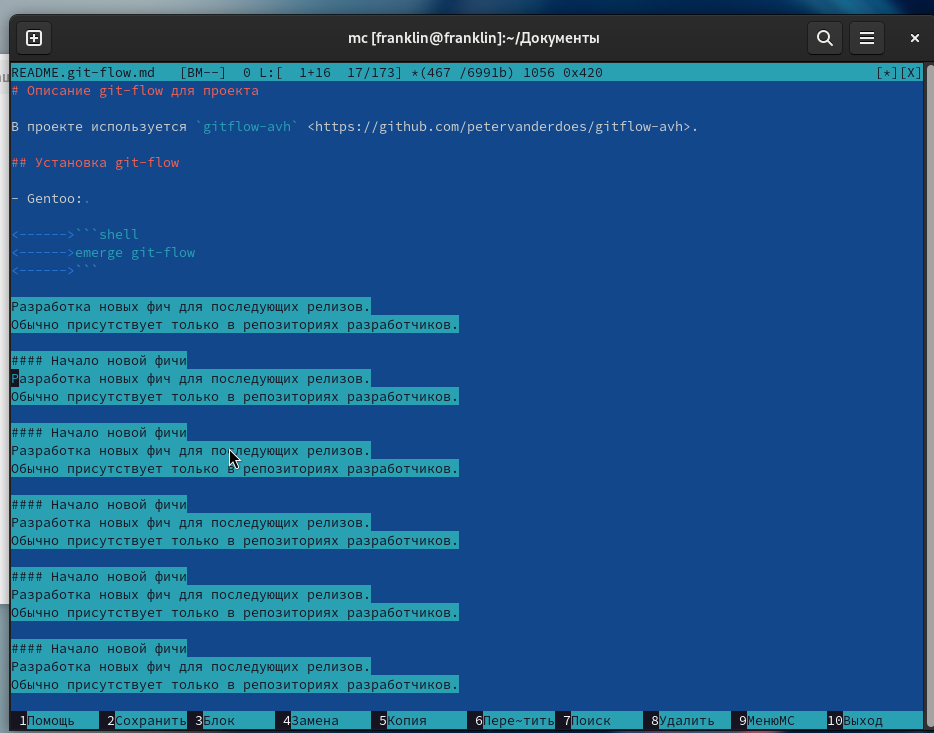 mc [franklin@franklin]:~/Документы
README.git-flow.md [BM--] 0 L:[ 1+16 17/173] *(467 /6991b) 1056 0x420 [*][X]
# Описание git-flow для проекта
В проекте используется `gitflow-avh` <https://github.com/petervanderdoes/gitflow-avh>.
## Установка git-flow
- Gentoo:.
<------>```shell
<------>emerge git-flow
<------>```
Разработка новых фич для последующих релизов.
Обычно присутствует только в репозиториях разработчиков.
#### Начало новой фичи
Разработка новых фич для последующих релизов.
Обычно присутствует только в репозиториях разработчиков.
#### Начало новой фичи
Разработка новых фич для последующих релизов.
Обычно присутствует только в репозиториях разработчиков.
#### Начало новой фичи
Разработка новых фич для последующих релизов.
Обычно присутствует только в репозиториях разработчиков.
#### Начало новой фичи
Разработка новых фич для последующих релизов.
Обычно присутствует только в репозиториях разработчиков.
#### Начало новой фичи
Разработка новых фич для последующих релизов.
Обычно присутствует только в репозиториях разработчиков.
1Помощь 2Сохранить 3Блок 4Замена 5Копия 6Пере~тить 7Поиск 8Удалить 9МенюМС 10Выход